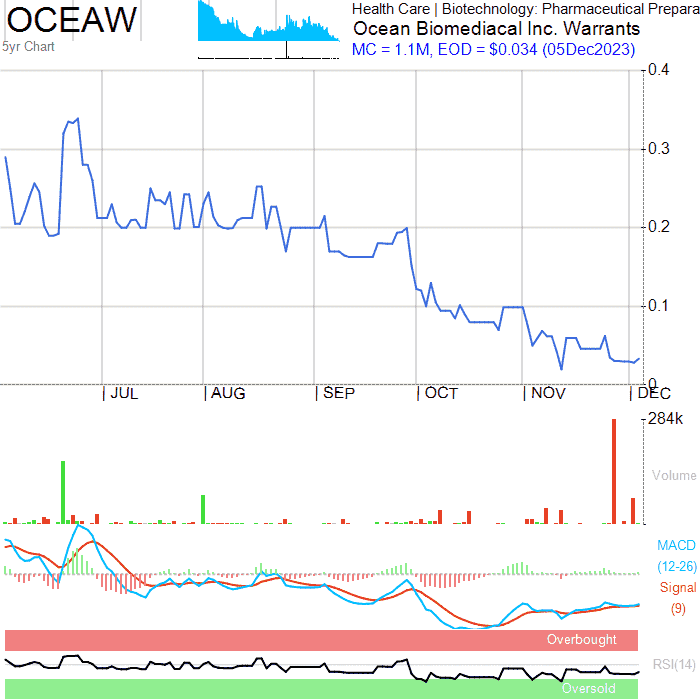 OCEAW
5yr Chart
Health Care | Biotechnology: Pharmaceutical Prepara
Ocean Biomediacal Inc. Warrants
MC = 1.1M, EOD = $0.034 (05Dec2023)
0.4
0.3
0.2
0.1
0
| JUL | AUG | SEP | OCT | NOV | DEC
284k
Volume
MACD
(12-26)
Signal
(9)
Overbought
RSI(14)
Oversold